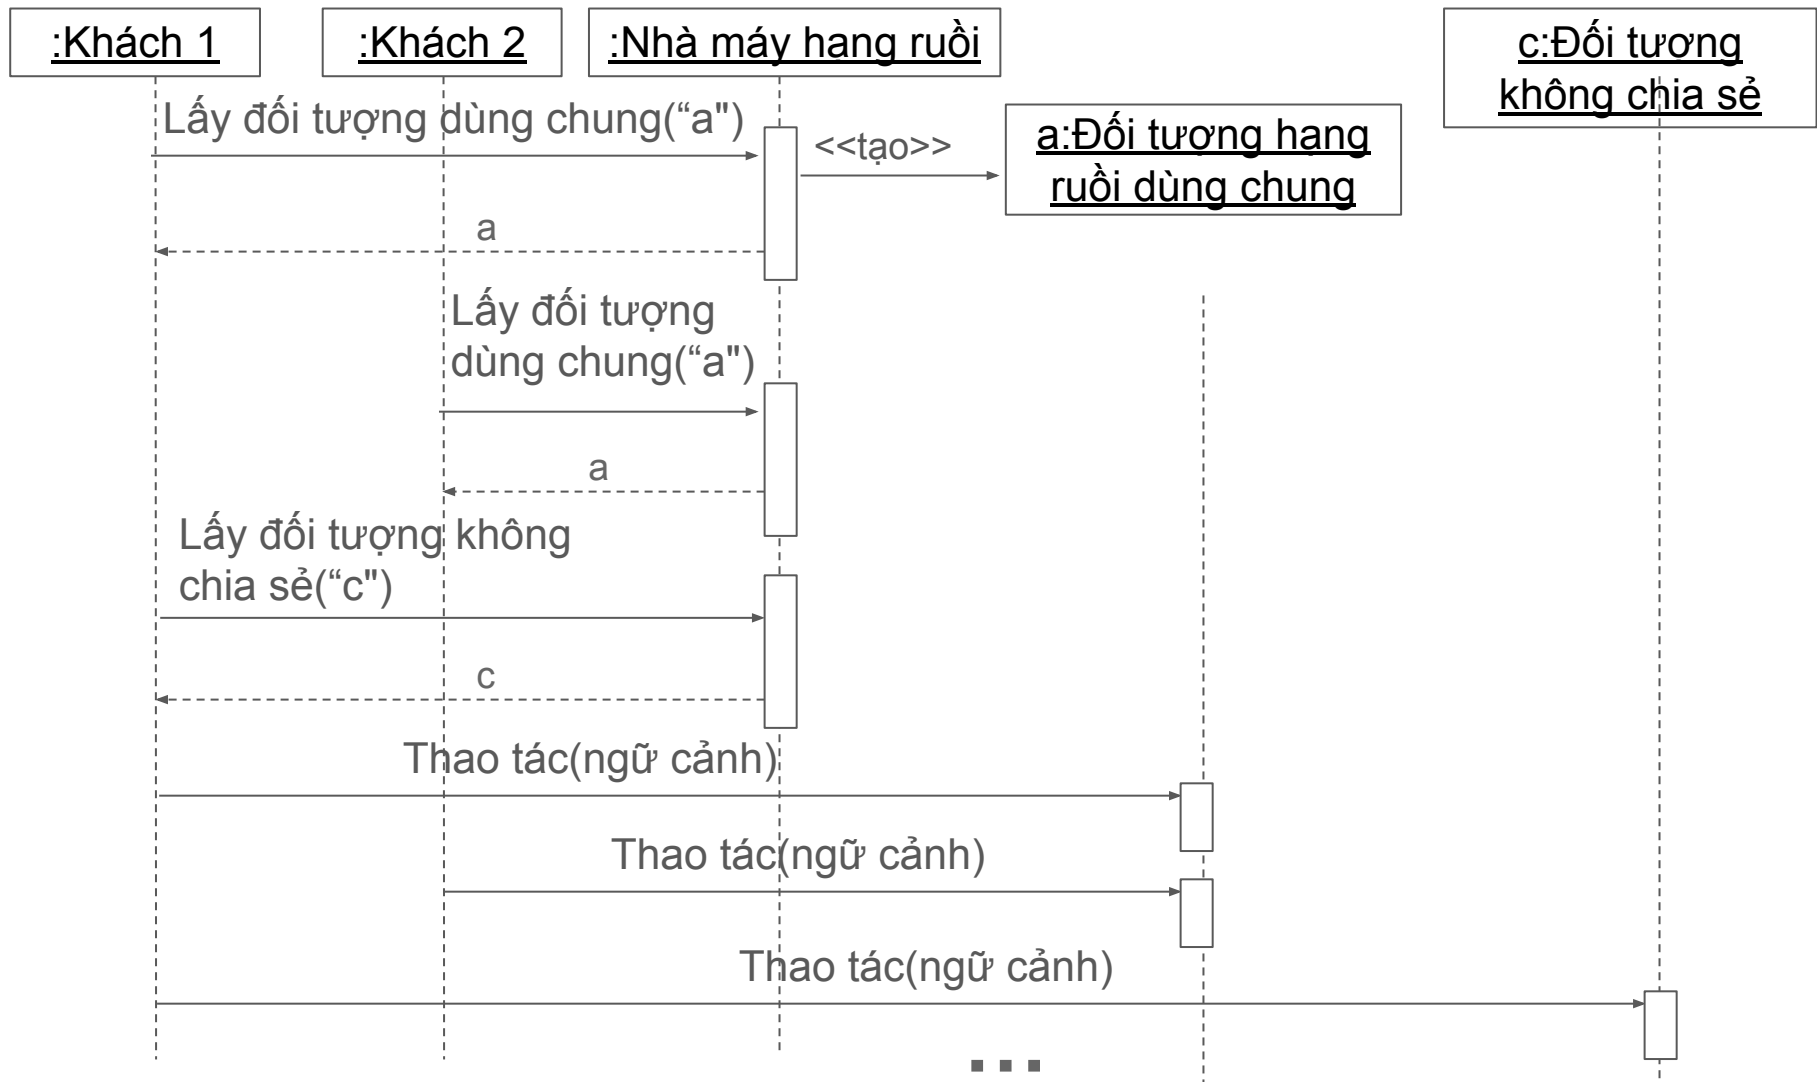 :Khách 1
:Khách 2
:Nhà máy hạng ruồi
c:Đối tượng
không chia sẻ
Lấy đối tượng dùng chung(“a")
<<tạo>>
a:Đối tượng hạng
ruồi dùng chung
a
Lấy đối tượng
dùng chung(“a")
a
Lấy đối tượng không
chia sẻ(“c")
c
Thao tác(ngữ cảnh)
Thao tác(ngữ cảnh)
Thao tác(ngữ cảnh)
...